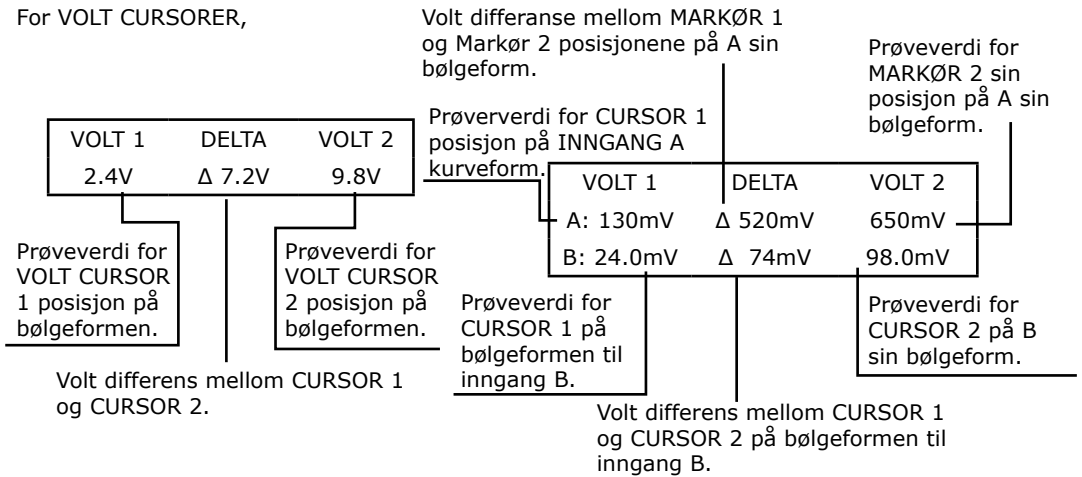 For VOLT CURSORER,
Volt differanse mellom MARKØR 1
og Markør 2 posisjonene på A sin
bølgeform.
Prøveverdi for
MARKØR 2 sin
posisjon på A sin
bølgeform.
Prøververdi for CURSOR 1
posisjon på INNGANG A
kurveform.
VOLT 1 DELTA VOLT 2
2.4V Δ 7.2V 9.8V
VOLT 1 DELTA VOLT 2
A: 130mV Δ 520mV 650mV
B: 24.0mV Δ 74mV 98.0mV
Prøveverdi for
VOLT CURSOR
1 posisjon på
bølgeformen.
Prøveverdi for
VOLT CURSOR
2 posisjon på
bølgeformen.
Prøveverdi for
CURSOR 1 på
bølgeformen til
inngang B.
Prøveverdi for
CURSOR 2 på B
sin bølgeform.
Volt differens mellom CURSOR 1
og CURSOR 2.
Volt differens mellom CURSOR 1
og CURSOR 2 på bølgeformen til
inngang B.